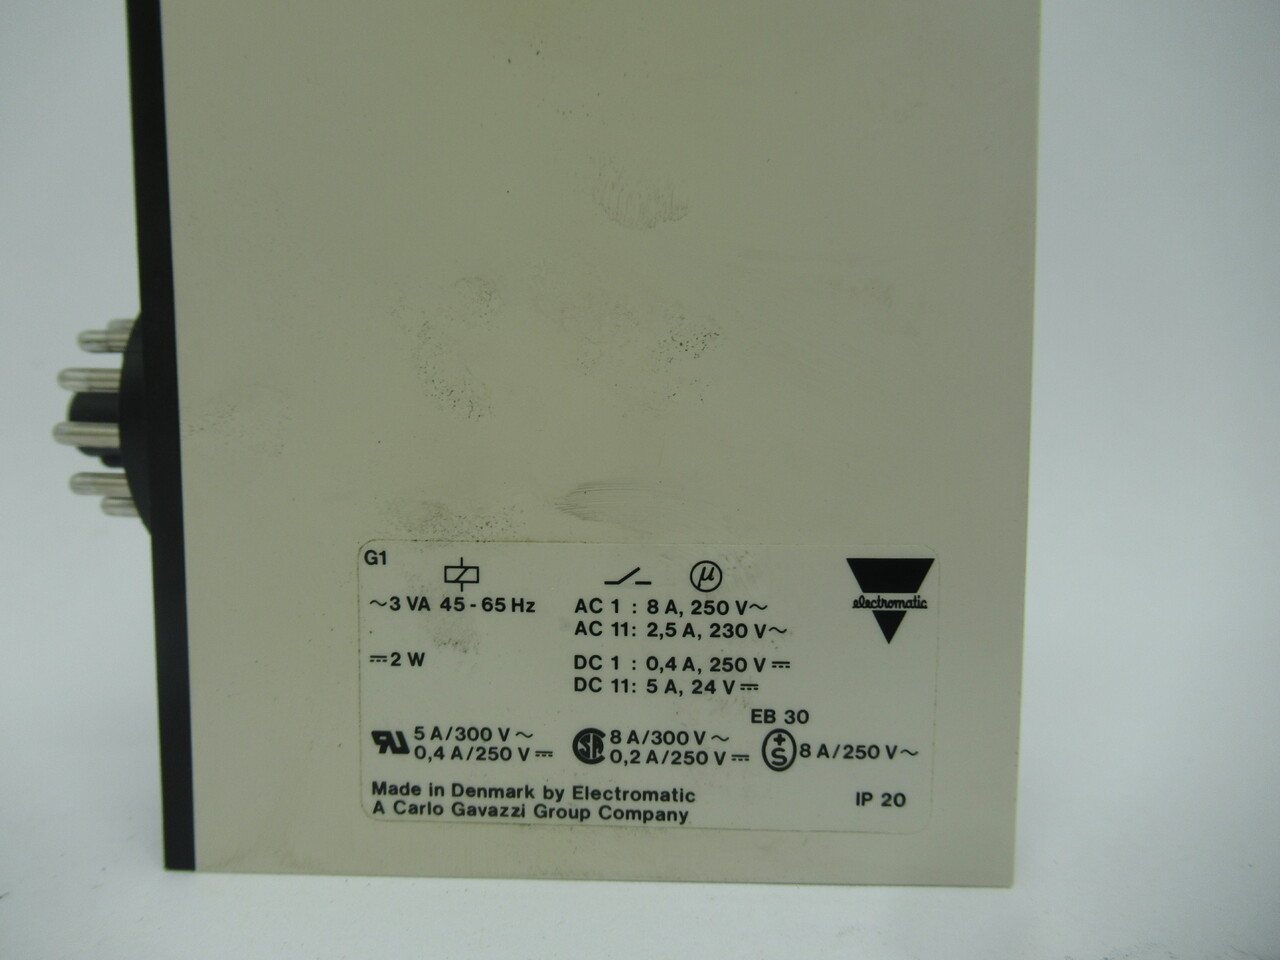 G1
µ
electromatic
~3 VA 45-65 Hz
AC 1 : 8 A, 250 V~
AC 11: 2,5 A, 230 V~
⎓2 W
DC 1 : 0,4 A, 250 V⎓
DC 11: 5 A, 24 V⎓
EB 30
RU 5 A/300 V~
0,4 A/250 V⎓
SA 8 A/300 V~
0,2 A/250 V⎓
+S 8 A/250 V~
Made in Denmark by Electromatic
A Carlo Gavazzi Group Company
IP 20